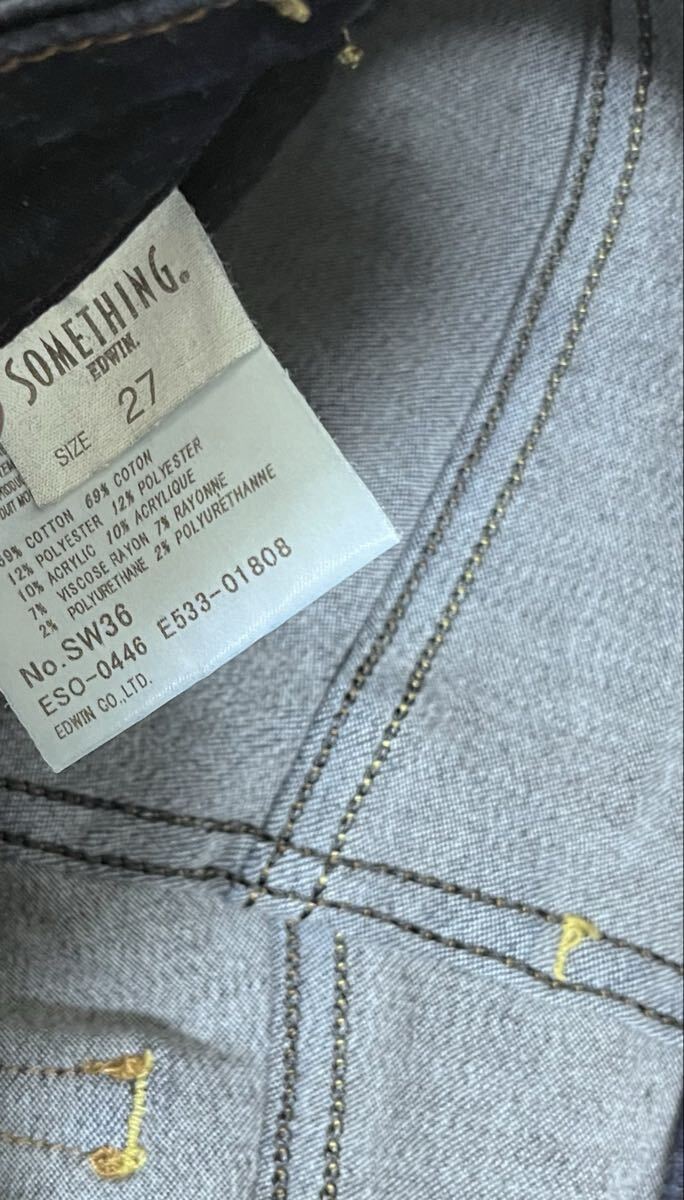 SOMETHING®
EDWIN.
SIZE 27
69% COTTON 69% COTON
12% POLYESTER 12% POLYESTER
10% ACRYLIC 10% ACRYLIQUE
7% VISCOSE RAYON 7% RAYONNE
2% POLYURETHANE 2% POLYURETHANNE
No.SW36
ESO-0446 E533-01808
EDWIN CO.,LTD.